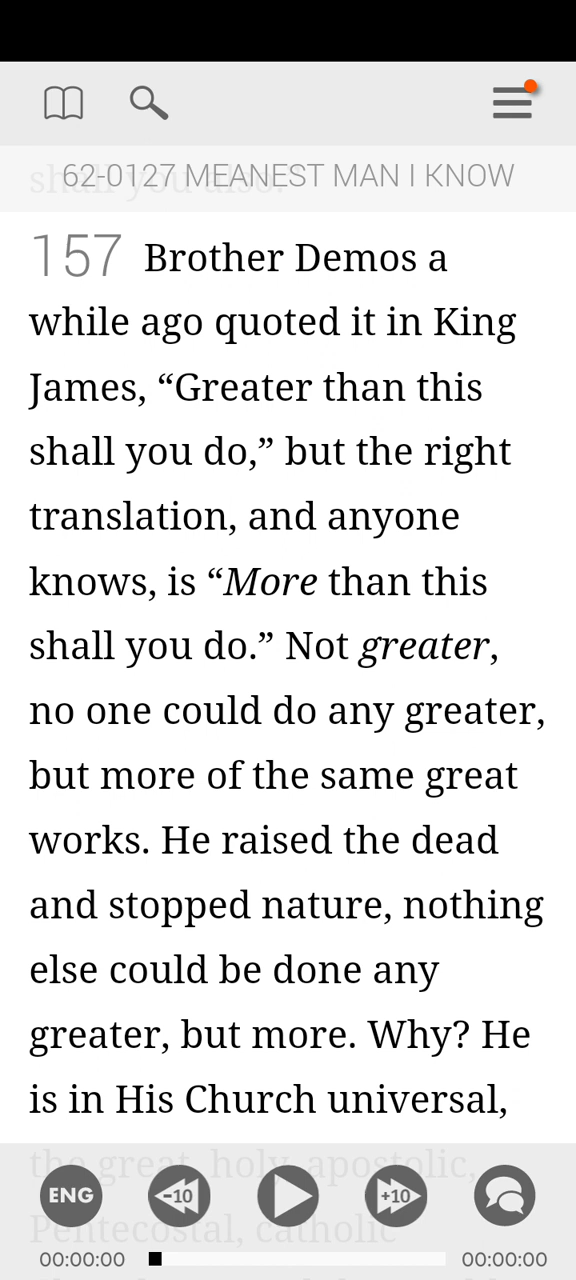 shall you also.
62-0127 MEANEST MAN I KNOW
157 Brother Demos a
while ago quoted it in King
James, “Greater than this
shall you do,” but the right
translation, and anyone
knows, is “More than this
shall you do.” Not greater,
no one could do any greater,
but more of the same great
works. He raised the dead
and stopped nature, nothing
else could be done any
greater, but more. Why? He
is in His Church universal,
the great, holy, apostolic,
ENG -10 +10
Pentecostal, catholic
00:00:00 00:00:00